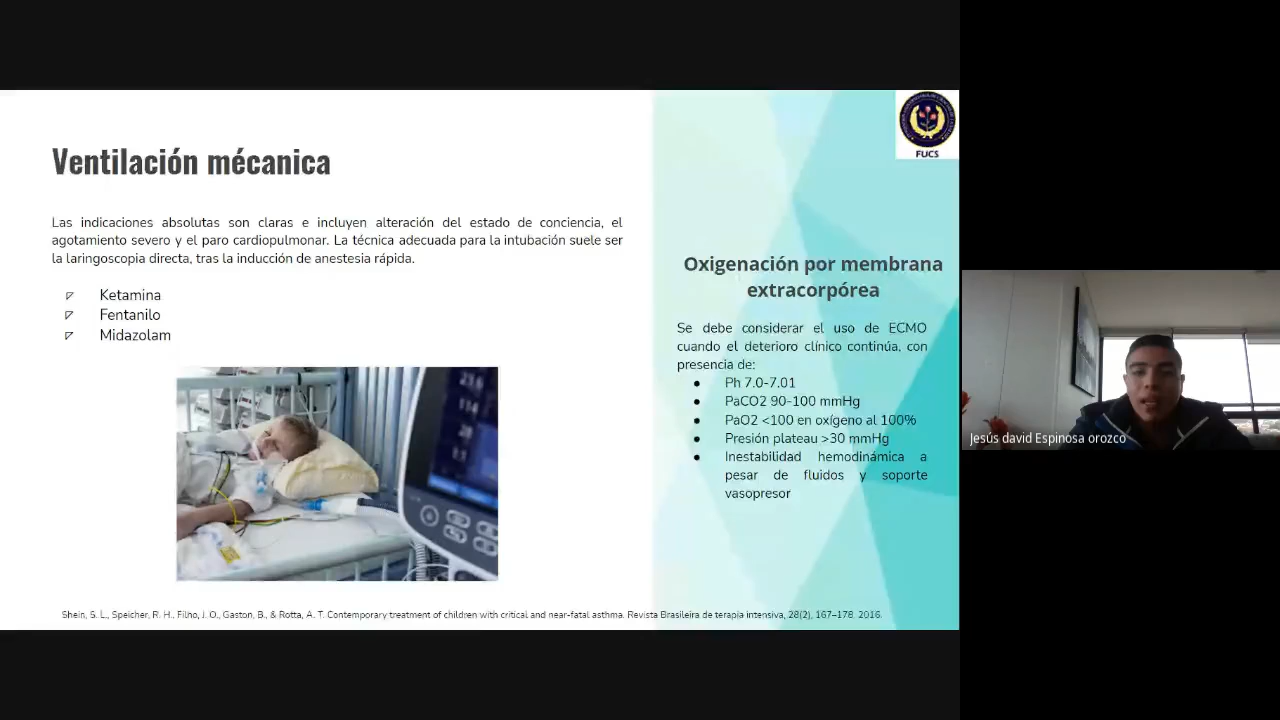 FUCS
Ventilación mécanica
Las indicaciones absolutas son claras e incluyen alteración del estado de conciencia, el
agotamiento severo y el paro cardiopulmonar. La técnica adecuada para la intubación suele ser
la laringoscopia directa, tras la inducción de anestesia rápida.
Ketamina
Fentanilo
Midazolam
Oxigenación por membrana
extracorpórea
Se debe considerar el uso de ECMO
cuando el deterioro clínico continúa, con
presencia de:
● Ph 7.0-7.01
● PaCO2 90-100 mmHg
● PaO2 <100 en oxígeno al 100%
● Presión plateau >30 mmHg
● Inestabilidad hemodinámica a
pesar de fluidos y soporte
vasopresor
Shein, S. L., Speicher, R. H., Filho, J. O., Gaston, B., & Rotta, A. T. Contemporary treatment of children with critical and near-fatal asthma. Revista Brasileira de terapia intensiva, 28(2), 167–178, 2016.
Jesús david Espinosa orozco